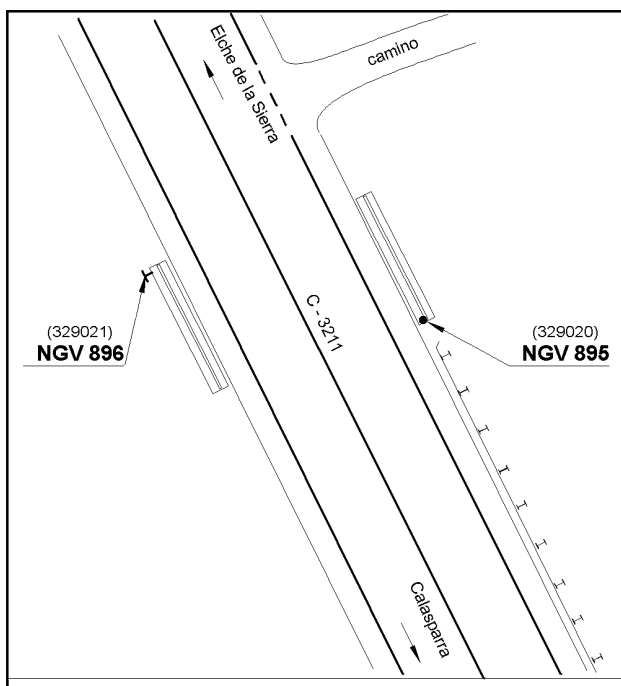 Elche de la Sierra
camino
C - 3211
(329021)
NGV 896
(329020)
NGV 895
Calasparra